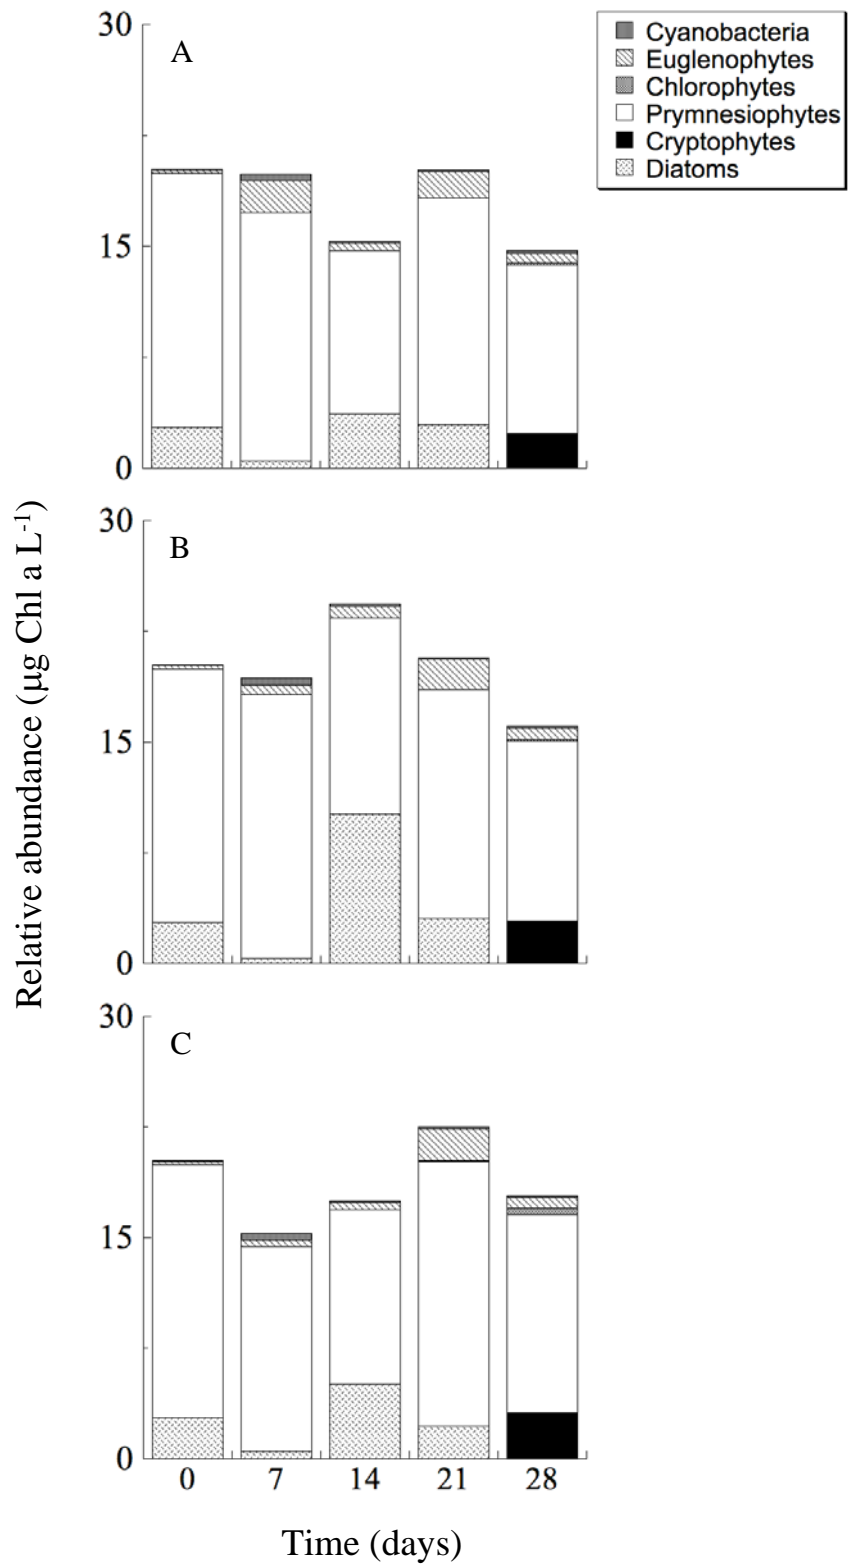 30
A
15
0
Cyanobacteria
Euglenophytes
Chlorophytes
Prymnesiophytes
Cryptophytes
Diatoms
Relative abundance (µg Chl a L⁻¹)
30
B
15
0
30
C
15
0
0 7 14 21 28
Time (days)